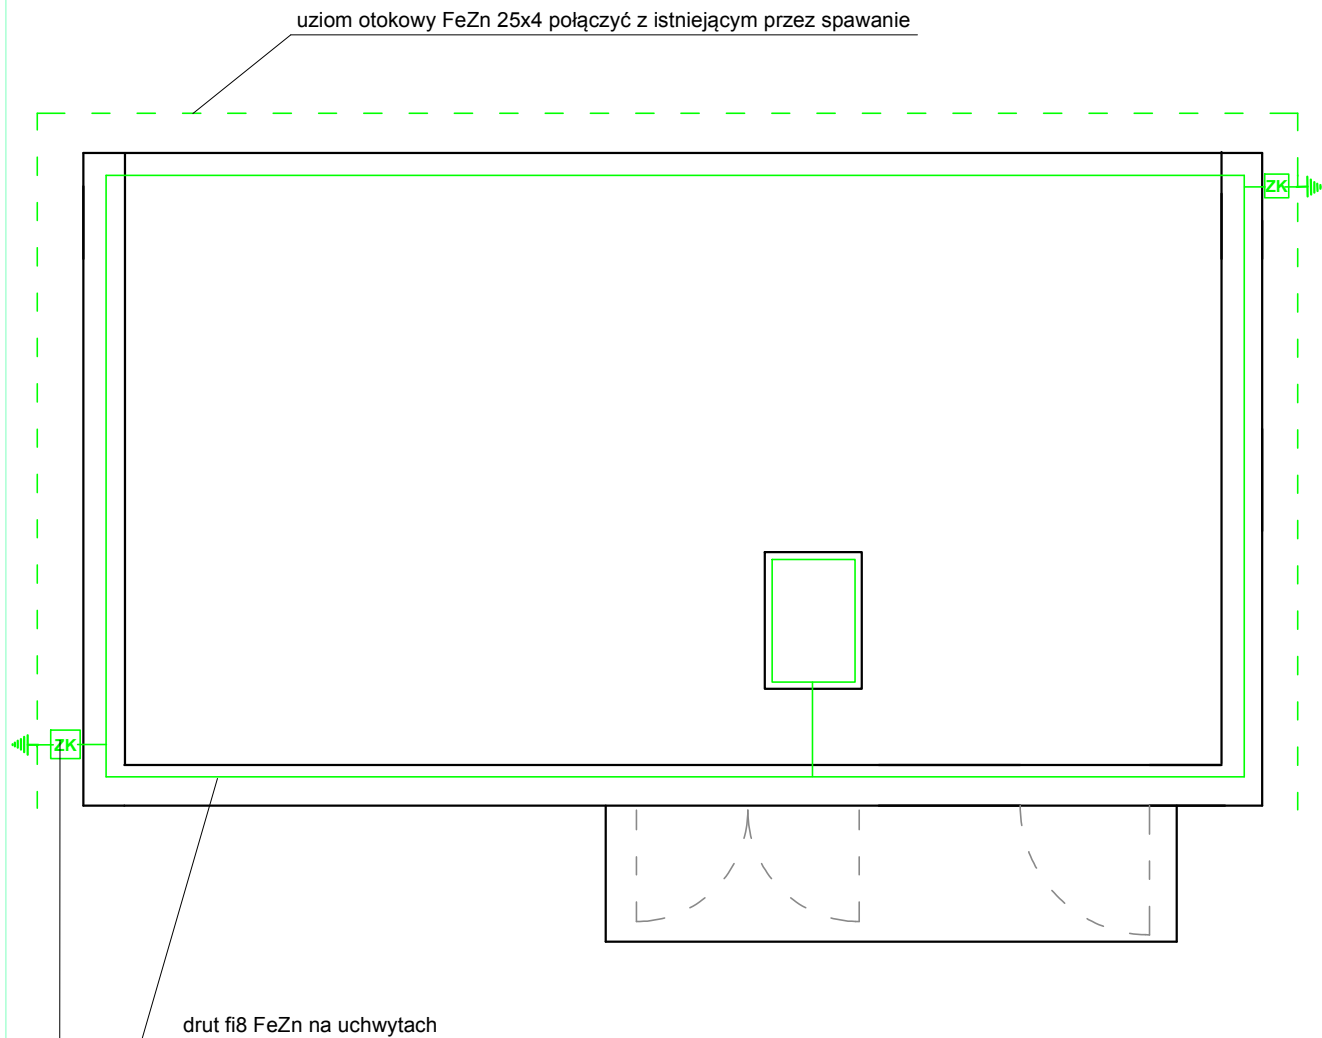 uziom otokowy FeZn 25x4 połączyć z istniejącym przez spawanie
ZK
ZK
drut fi8 FeZn na uchwytach